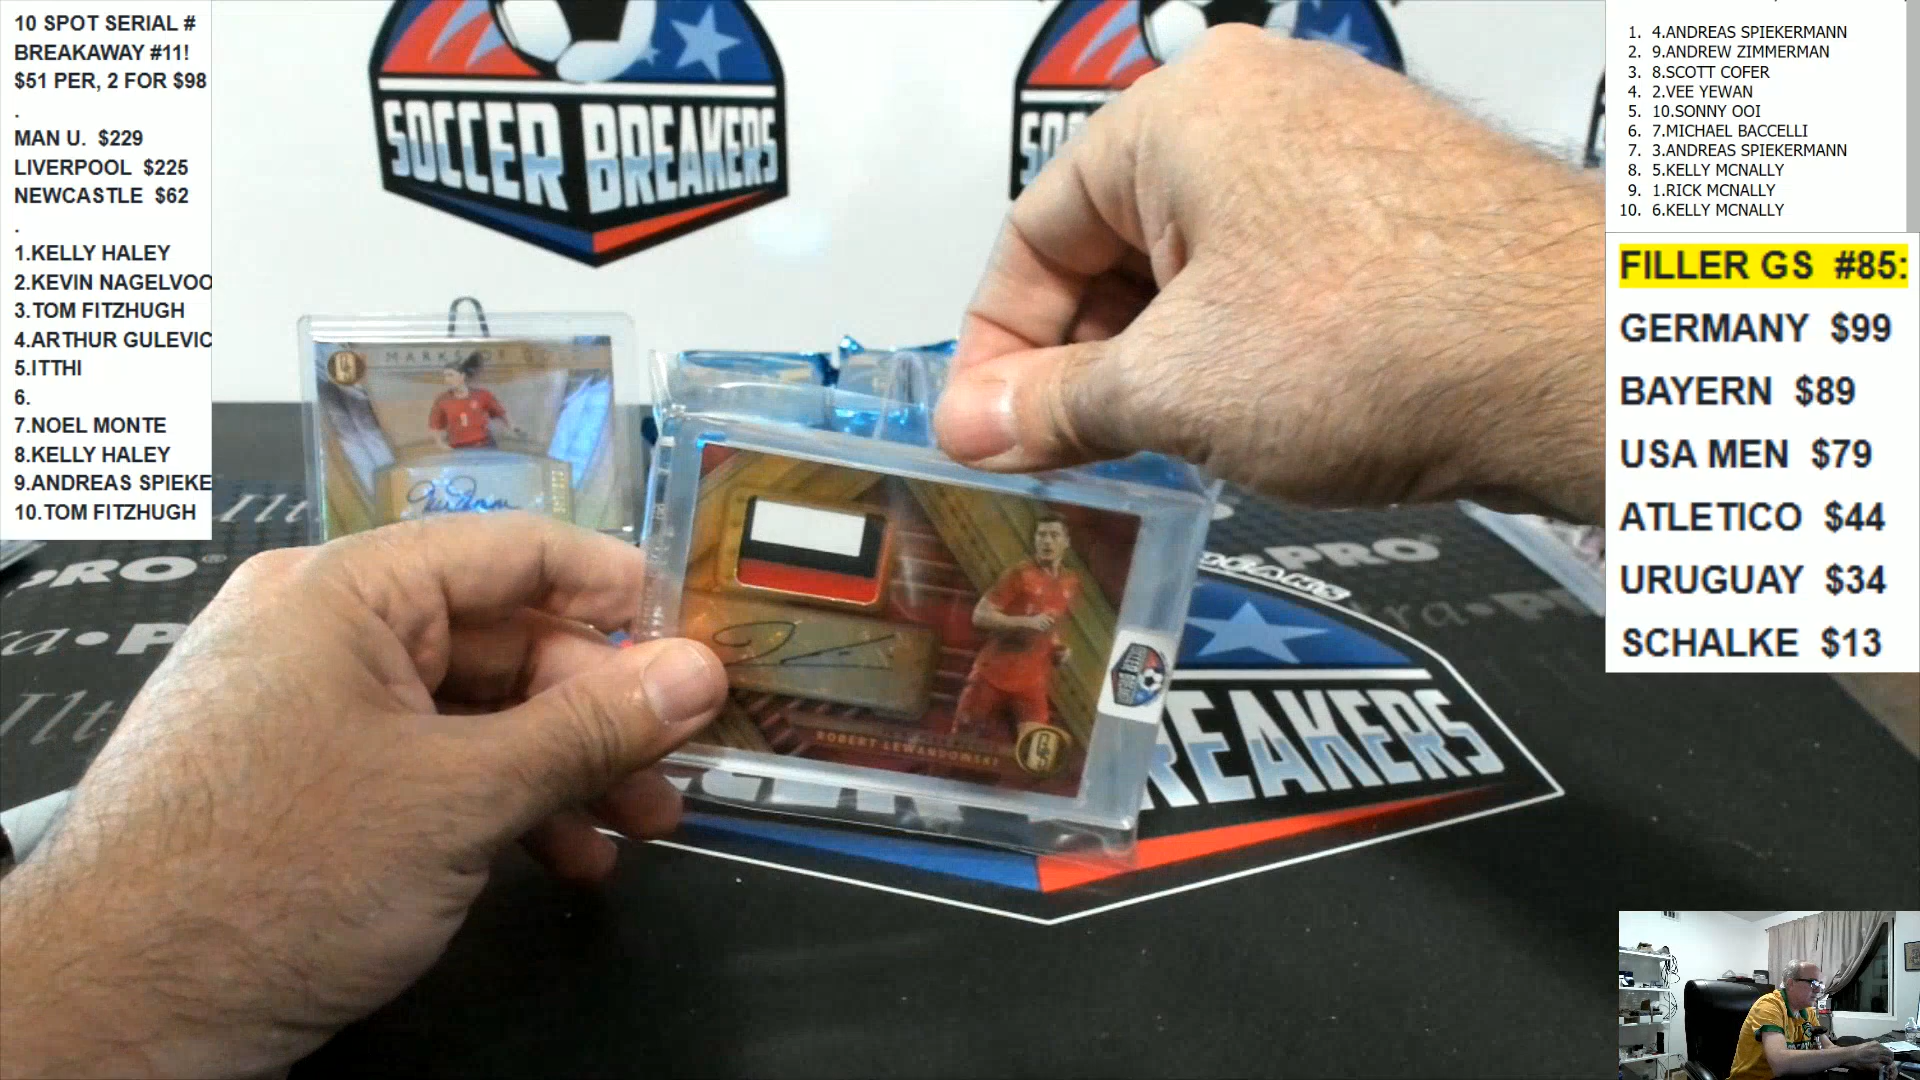 10 SPOT SERIAL #
BREAKAWAY #11!
$51 PER, 2 FOR $98
.
MAN U. $229
LIVERPOOL $225
NEWCASTLE $62
.
1.KELLY HALEY
2.KEVIN NAGELVOO
3.TOM FITZHUGH
4.ARTHUR GULEVIC
5.ITTHI
6.
7.NOEL MONTE
8.KELLY HALEY
9.ANDREAS SPIEKE
10.TOM FITZHUGH
SOCCER BREAKERS
MARKS OF GOLD
ROBERT LEWANDOWSKI
PRO
PRO
BREAKERS
1. 4.ANDREAS SPIEKERMANN
2. 9.ANDREW ZIMMERMAN
3. 8.SCOTT COFER
4. 2.VEE YEWAN
5. 10.SONNY OOI
6. 7.MICHAEL BACCELLI
7. 3.ANDREAS SPIEKERMANN
8. 5.KELLY MCNALLY
9. 1.RICK MCNALLY
10. 6.KELLY MCNALLY
FILLER GS #85:
GERMANY $99
BAYERN $89
USA MEN $79
ATLETICO $44
URUGUAY $34
SCHALKE $13